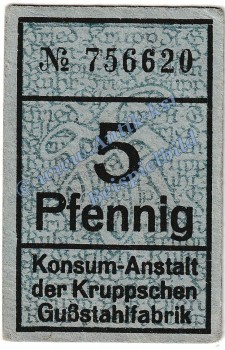 № 756620
5
Pfennig
Konsum-Anstalt
der Kruppschen
Gußstahlfabrik